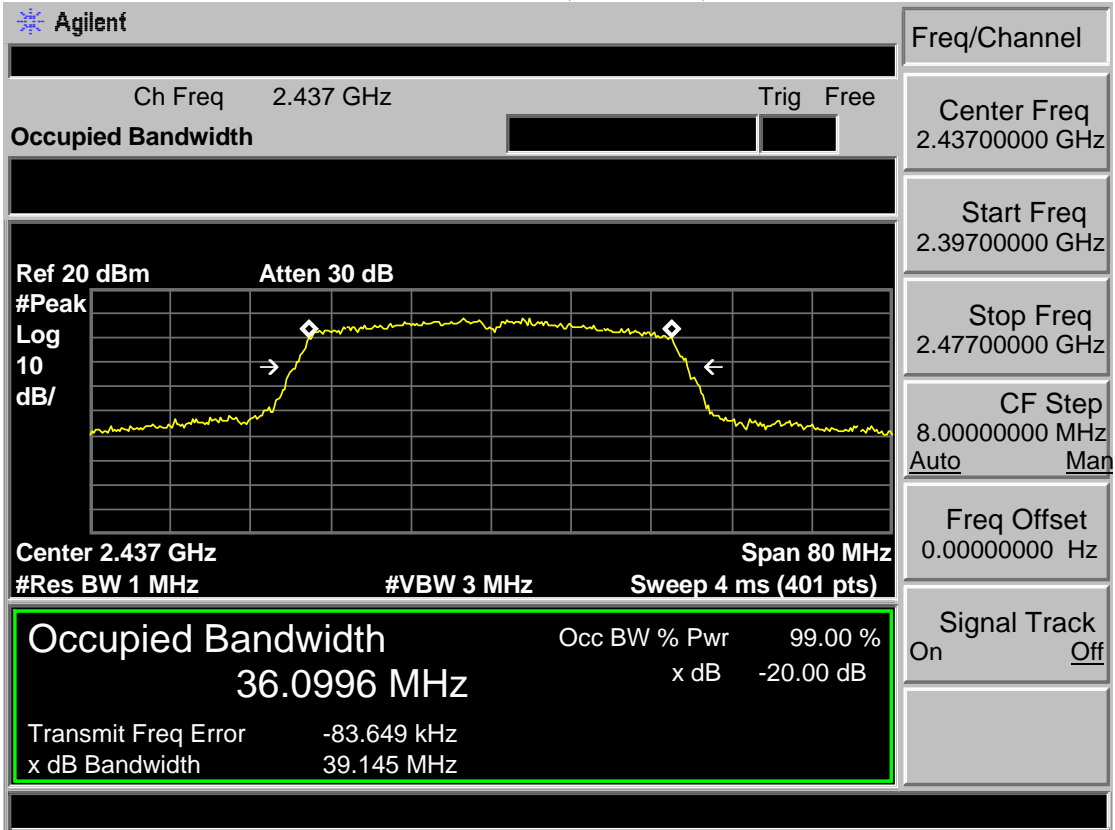 Agilent
Freq/Channel
Ch Freq 2.437 GHz Trig Free
Occupied Bandwidth
Center Freq
2.43700000 GHz
Start Freq
2.39700000 GHz
Stop Freq
2.47700000 GHz
CF Step
8.00000000 MHz
Auto Man
Freq Offset
0.00000000 Hz
Signal Track
On Off
Ref 20 dBm Atten 30 dB
#Peak
Log
10
dB/
Center 2.437 GHz Span 80 MHz
#Res BW 1 MHz #VBW 3 MHz Sweep 4 ms (401 pts)
Occupied Bandwidth Occ BW % Pwr 99.00 %
36.0996 MHz x dB -20.00 dB
Transmit Freq Error -83.649 kHz
x dB Bandwidth 39.145 MHz